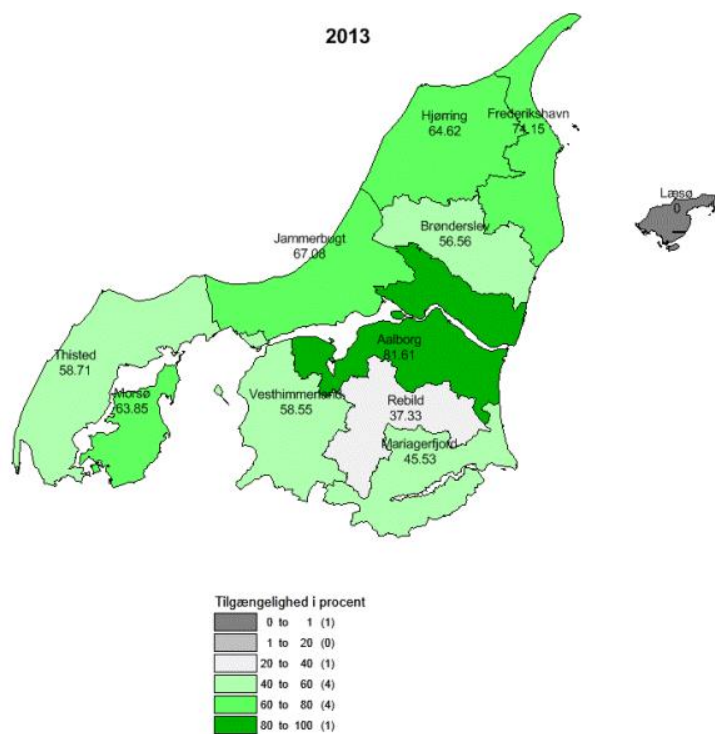 2013
Hjørring
64.62
Frederikshavn
74.15
Læsø
0
Brønderslev
56.56
Jammerbugt
67.08
Aalborg
81.61
Thisted
58.71
Morsø
63.85
Vesthimmerland
58.55
Rebild
37.33
Mariagerfjord
45.53
Tilgængelighed i procent
0 to 1 (1)
1 to 20 (0)
20 to 40 (1)
40 to 60 (4)
60 to 80 (4)
80 to 100 (1)